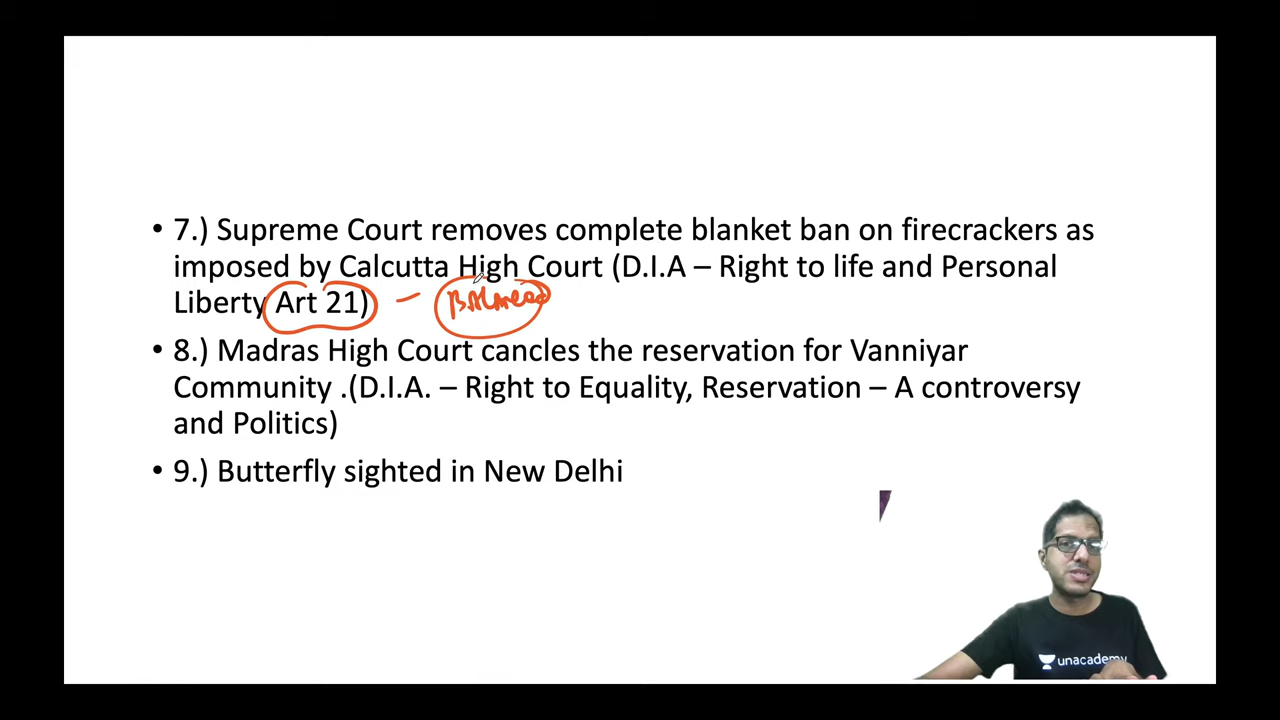 • 7.) Supreme Court removes complete blanket ban on firecrackers as
imposed by Calcutta High Court (D.I.A – Right to life and Personal
Liberty Art 21) –
• 8.) Madras High Court cancles the reservation for Vanniyar
Community .(D.I.A. – Right to Equality, Reservation – A controversy
and Politics)
• 9.) Butterfly sighted in New Delhi
unacademy